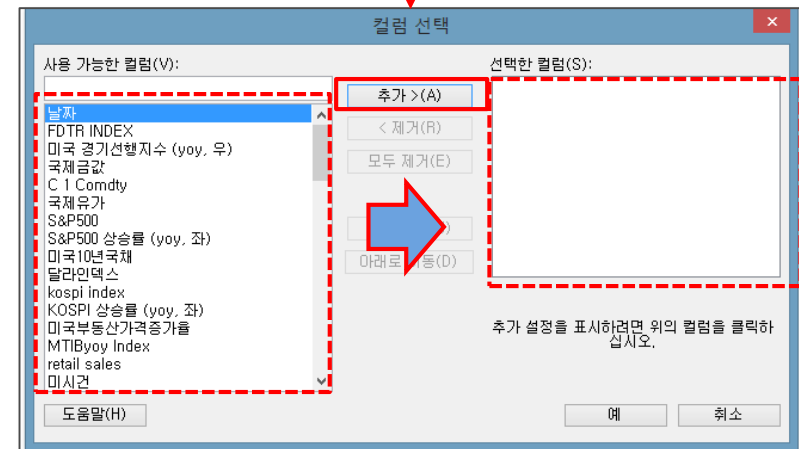 컬럼 선택
사용 가능한 컬럼(V):
선택한 컬럼(S):
추가 >(A)
< 제거(R)
모두 제거(E)
)
아래로 동(D)
날짜
FDTR INDEX
미국 경기선행지수 (yoy, 우)
국제금값
C 1 Comdty
국제유가
S&P500
S&P500 상승률 (yoy, 좌)
미국10년국채
달라인덱스
kospi index
KOSPI 상승률 (yoy, 좌)
미국부동산가격증가율
MTIByoy Index
retail sales
미시건
추가 설정을 표시하려면 위의 컬럼을 클릭하
십시오.
도움말(H)
예
취소